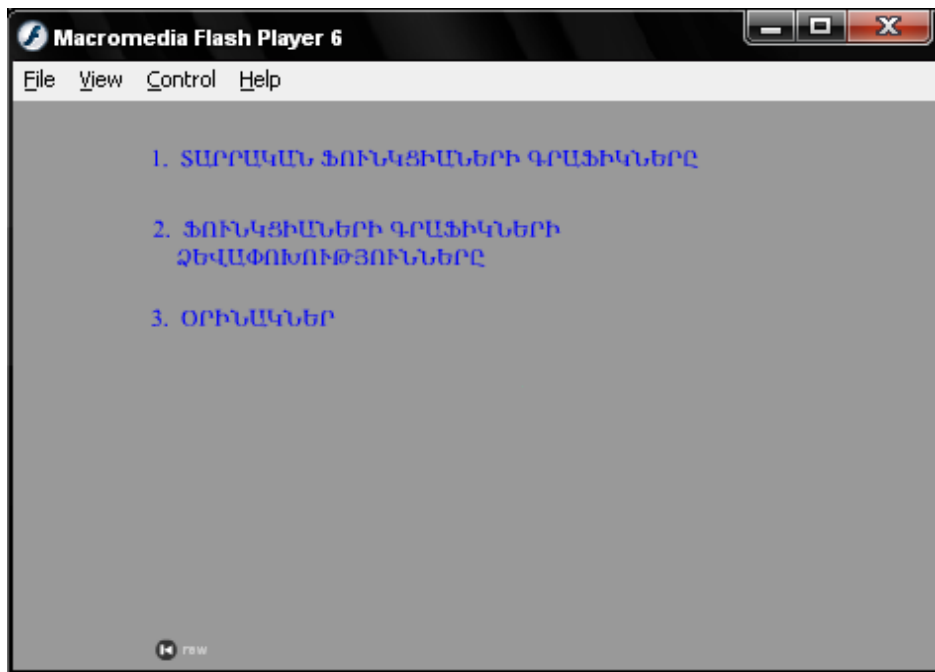 Macromedia Flash Player 6
File View Control Help
1. ՏԱՐՐԱԿԱՆ ՖՈՒՆԿՑԻԱՆԵՐԻ ԳՐԱՖԻԿՆԵՐԸ
2. ՖՈՒՆԿՑԻԱՆԵՐԻ ԳՐԱՖԻԿՆԵՐԻ
ՁԵՎԱՓՈԽՈՒԹՅՈՒՆՆԵՐԸ
3. ՕՐԻՆԱԿՆԵՐ
rew